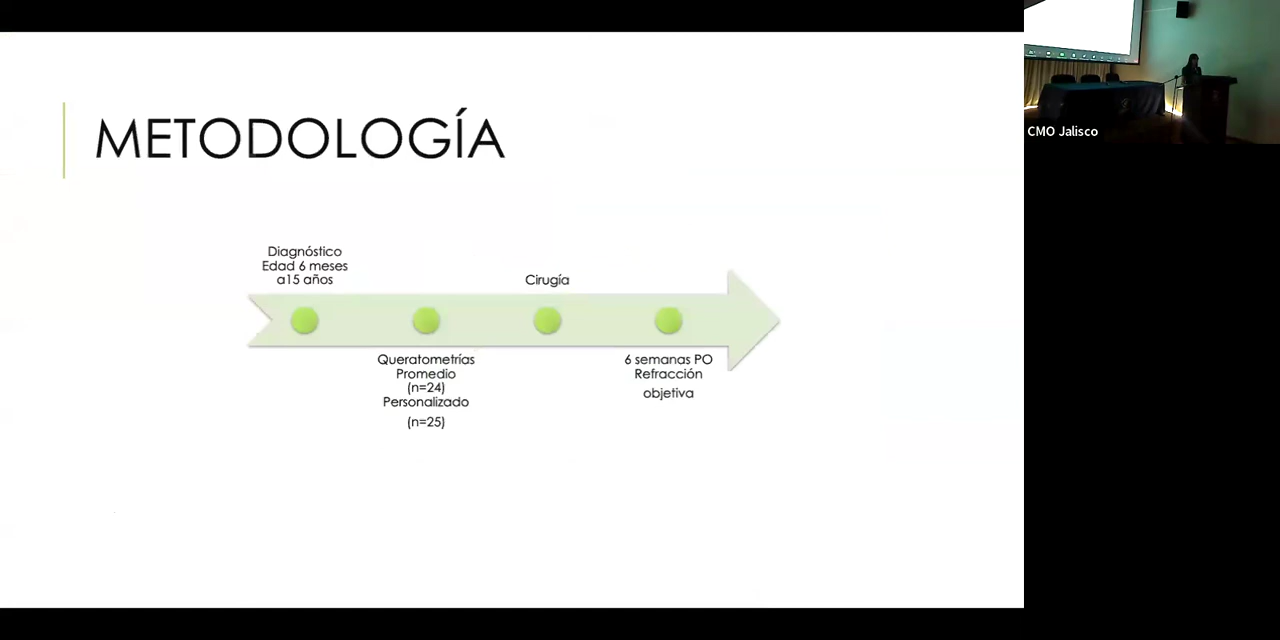 METODOLOGÍA
Diagnóstico
Edad 6 meses
a15 años
Queratometrías
Promedio
(n=24)
Personalizado
(n=25)
Cirugía
6 semanas PO
Refracción
objetiva
CMO Jalisco